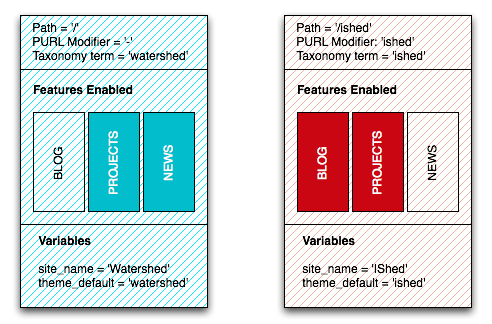 Path = '/'
PURL Modifier = '-'
Taxonomy term = 'watershed'
Features Enabled
BLOG
PROJECTS
NEWS
Variables
site_name = 'Watershed'
theme_default = 'watershed'
Path = '/ished'
PURL Modifier: 'ished'
Taxonomy term = 'ished'
Features Enabled
BLOG
PROJECTS
NEWS
Variables
site_name = 'IShed'
theme_default = 'ished'